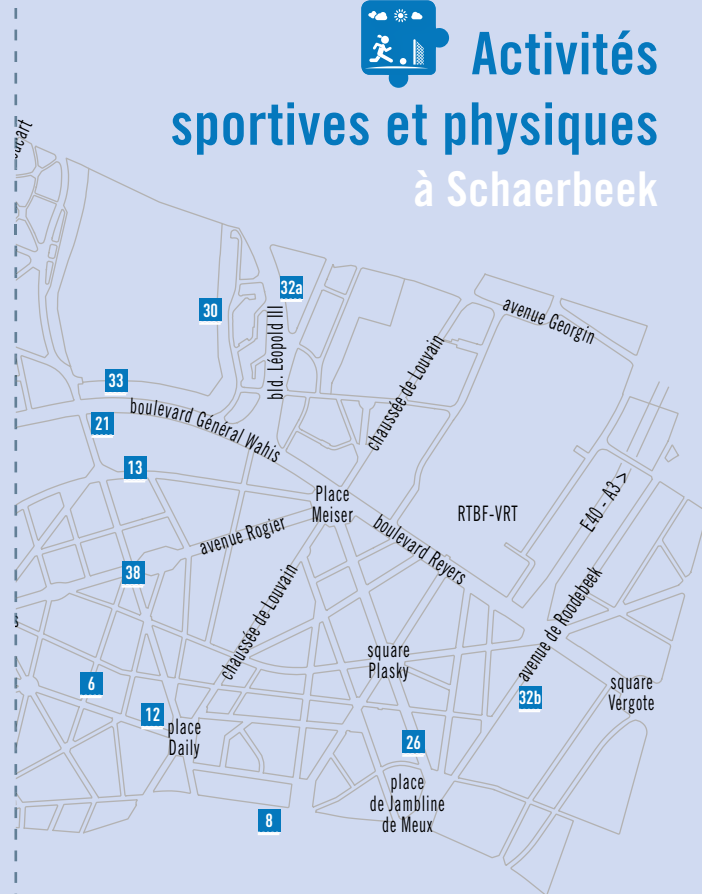 Activités
sportives et physiques
à Schaerbeek
32a
30
bld. Léopold III
avenue Georgin
chaussée de Louvain
33
boulevard Général Wahis
21
13
Place
Meiser
RTBF-VRT
E40 - A3 >
avenue Rogier
boulevard Reyers
38
chaussée de Louvain
avenue de Roodebeek
square
Plasky
6
32b
square
Vergote
12
place
Daily
26
place
de Jambline
de Meux
8